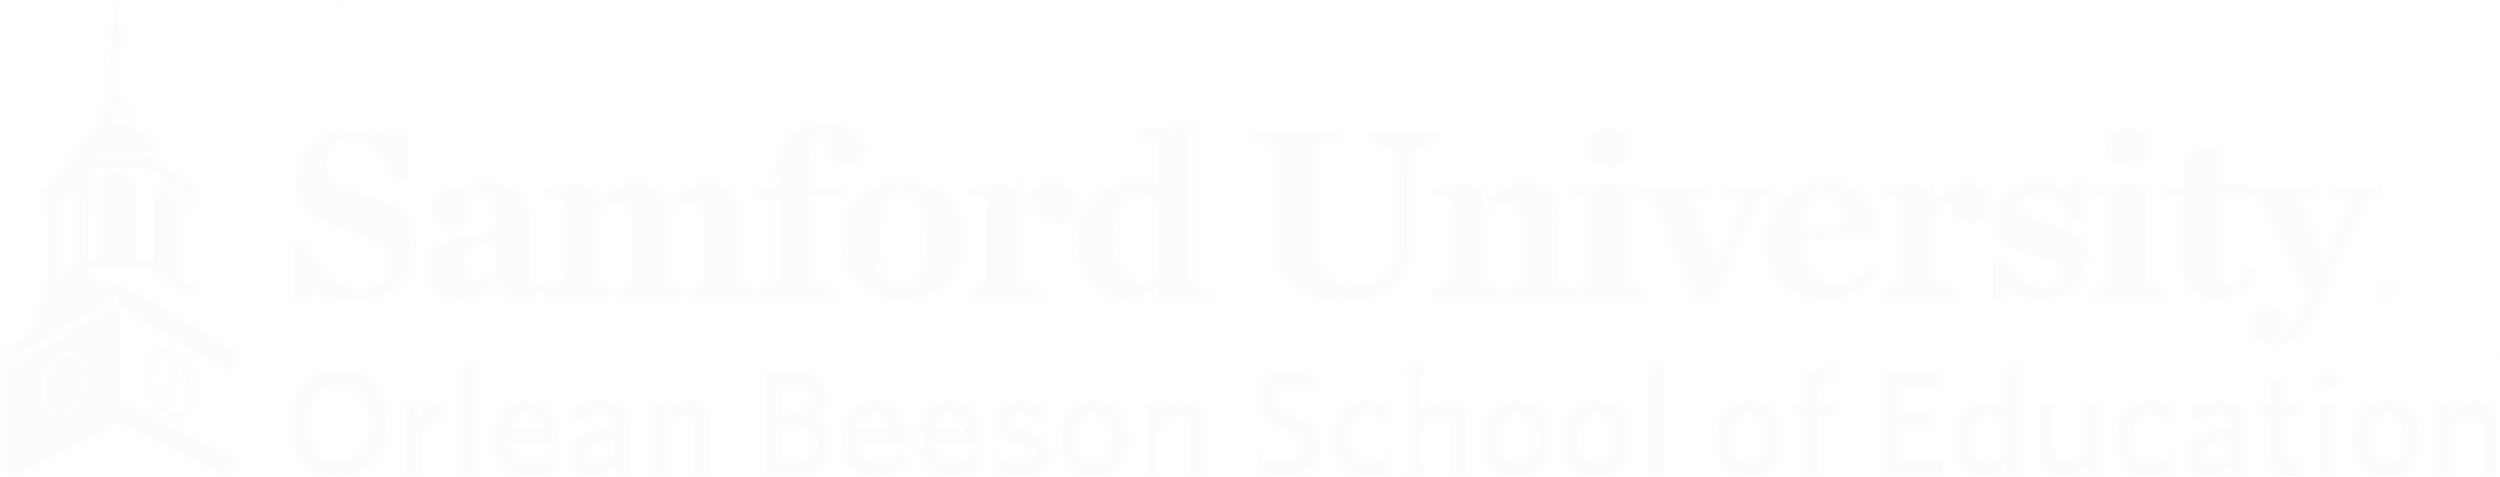 Samford University
Orlean Beeson School of Education